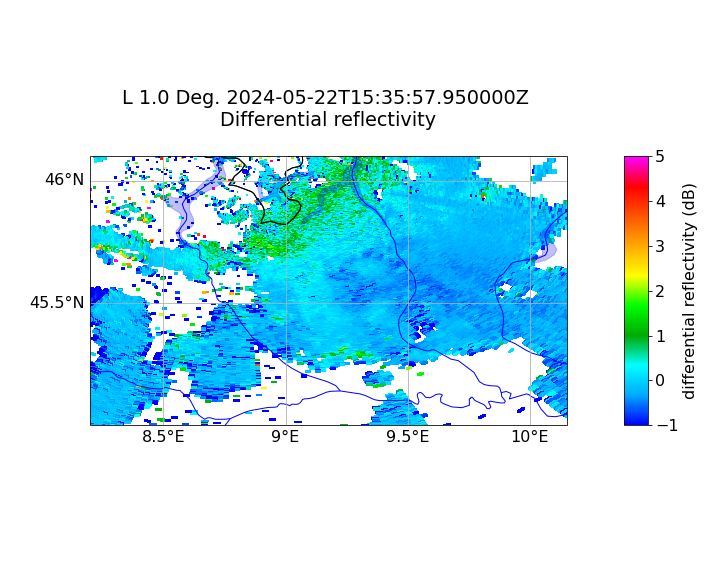 L 1.0 Deg. 2024-05-22T15:35:57.950000Z
Differential reflectivity
46°N
45.5°N
8.5°E
9°E
9.5°E
10°E
5
4
3
2
1
0
−1
differential reflectivity (dB)